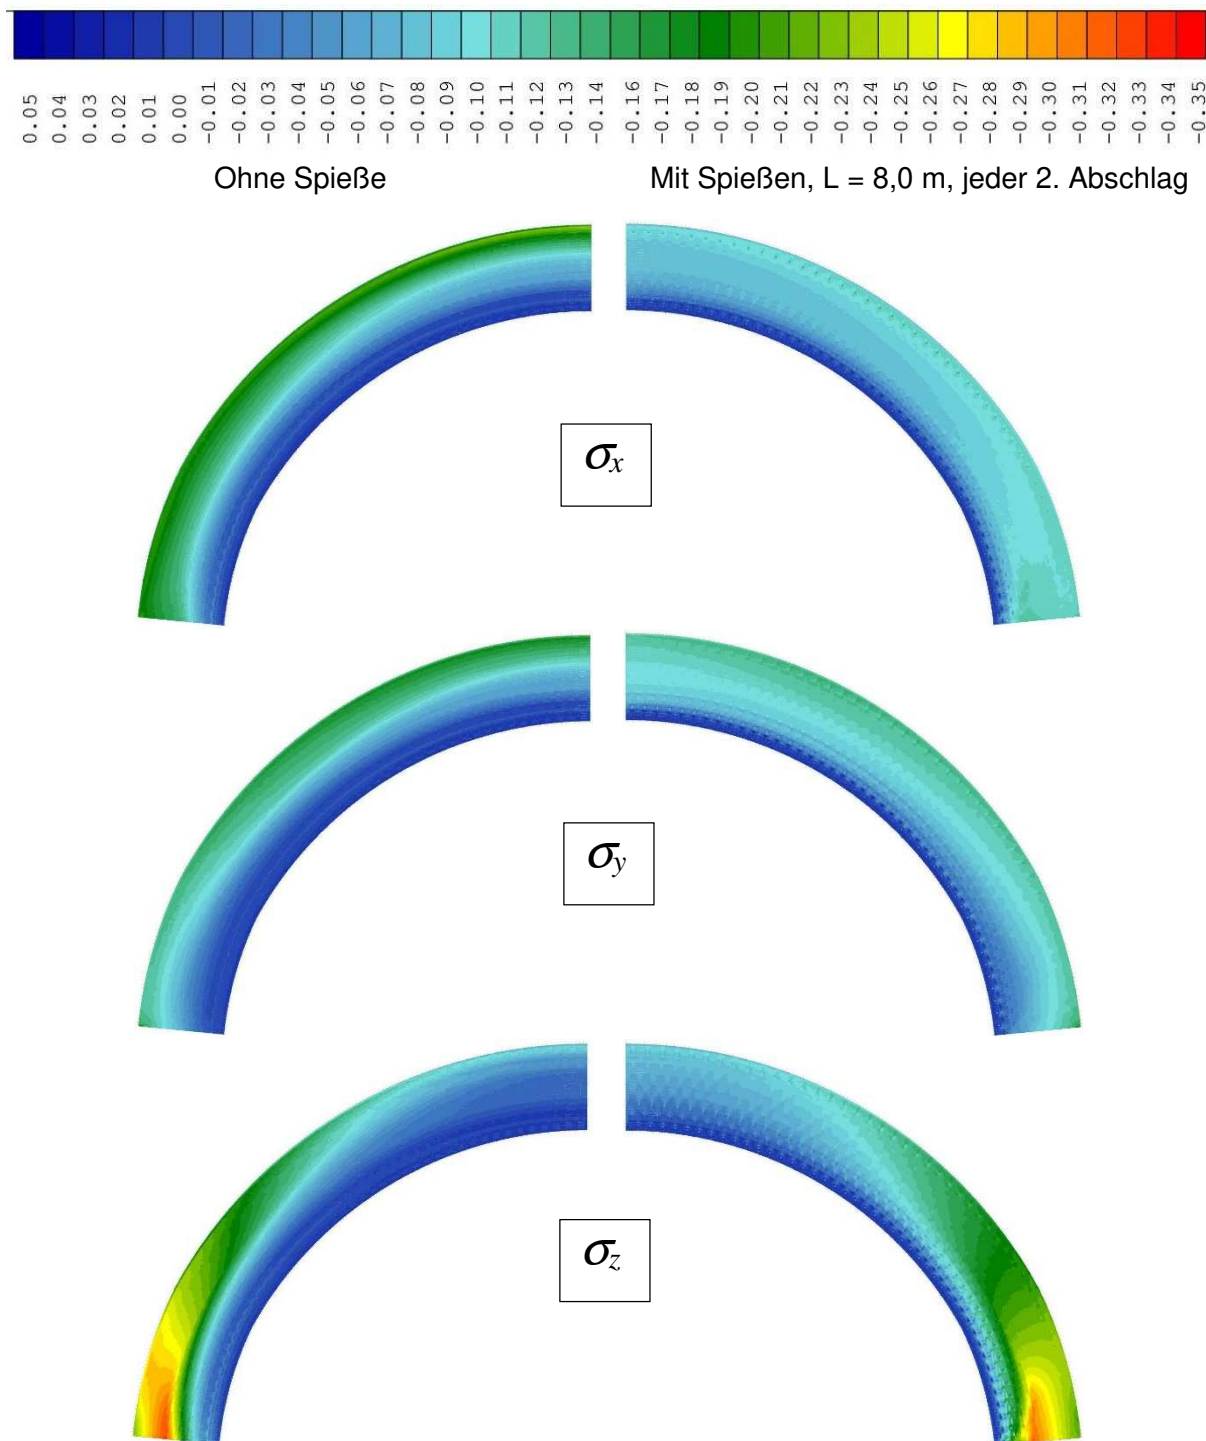 0.05 0.04 0.03 0.02 0.01 0.00 -0.01 -0.02 -0.03 -0.04 -0.05 -0.06 -0.07 -0.08 -0.09 -0.10 -0.11 -0.12 -0.13 -0.14 -0.16 -0.17 -0.18 -0.19 -0.20 -0.21 -0.22 -0.23 -0.24 -0.25 -0.26 -0.27 -0.28 -0.29 -0.30 -0.31 -0.32 -0.33 -0.34 -0.35
Ohne Spieße Mit Spießen, L = 8,0 m, jeder 2. Abschlag
σx
σy
σz